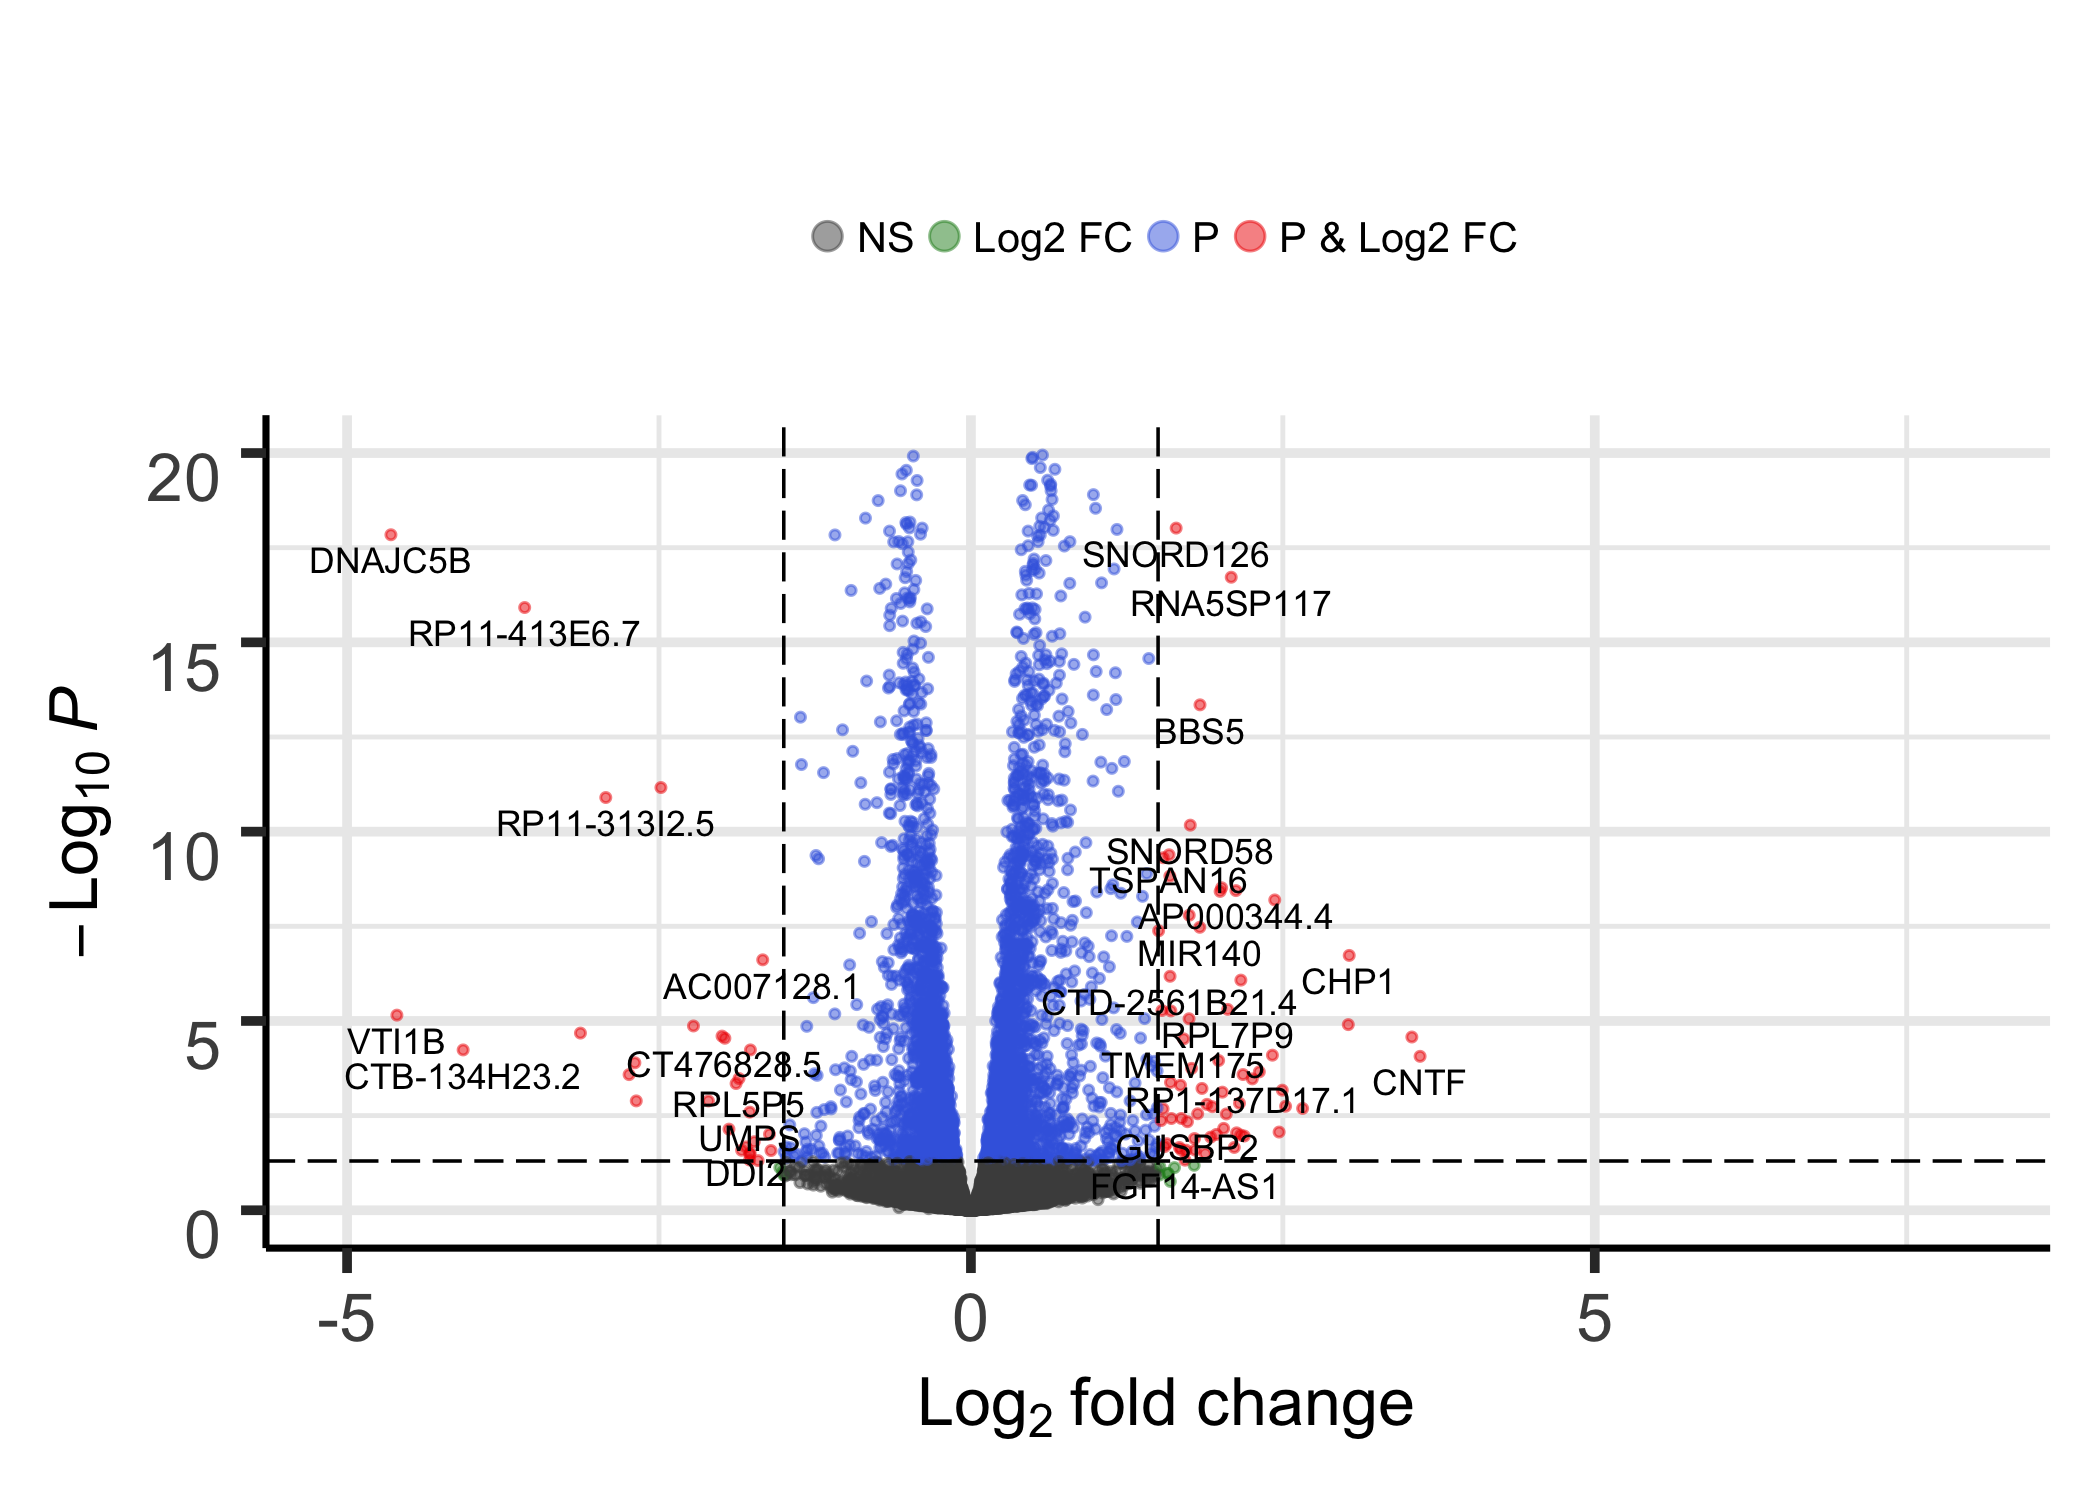 NS Log2 FC P P & Log2 FC
20
15
10
5
0
−Log10 P
DNAJC5B
SNORD126
RNA5SP117
RP11-413E6.7
BBS5
RP11-313I2.5
SNORD58
TSPAN16
AP000344.4
MIR140
CHP1
AC007128.1
CTD-2561B21.4
RPL7P9
VTI1B
CT476828.5
TMEM175
CTB-134H23.2
CNTF
RPL5P5
RP1-137D17.1
UMPS
GUSBP2
DDI2
FGF14-AS1
-5 0 5
Log2 fold change